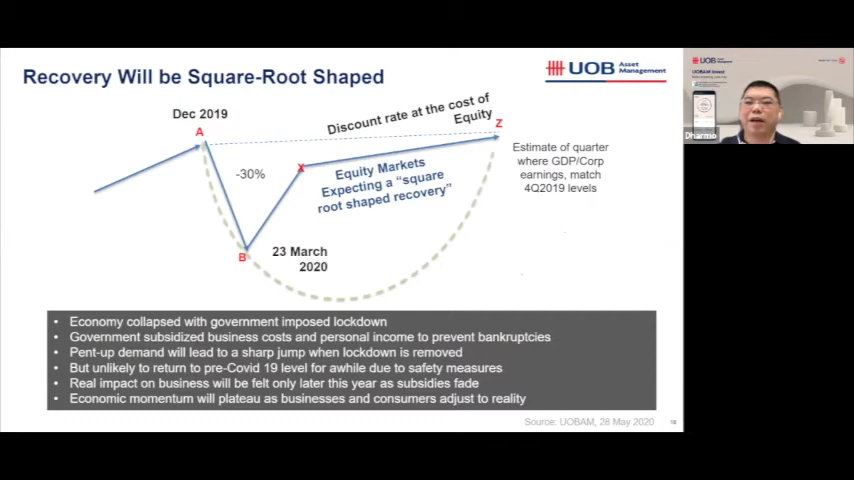 Recovery Will be Square-Root Shaped
UOB Asset
Management
Dec 2019
A
Discount rate at the cost of
Equity
Z
-30%
X
Equity Markets
Expecting a “square
root shaped recovery”
Estimate of quarter
where GDP/Corp
earnings, match
4Q2019 levels
B
23 March
2020
• Economy collapsed with government imposed lockdown
• Government subsidized business costs and personal income to prevent bankruptcies
• Pent-up demand will lead to a sharp jump when lockdown is removed
• But unlikely to return to pre-Covid 19 level for awhile due to safety measures
• Real impact on business will be felt only later this year as subsidies fade
• Economic momentum will plateau as businesses and consumers adjust to reality
Source: UOBAM, 28 May 2020
UOB Asset
Management
UOBAM Invest